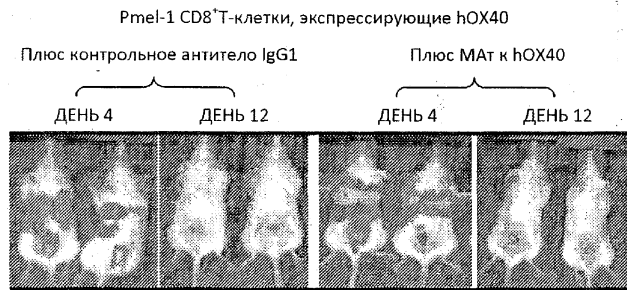 Pmel-1 CD8⁺T-клетки, экспрессирующие hOX40
Плюс контрольное антитело IgG1 Плюс МАт к hOX40
ДЕНЬ 4 ДЕНЬ 12 ДЕНЬ 4 ДЕНЬ 12